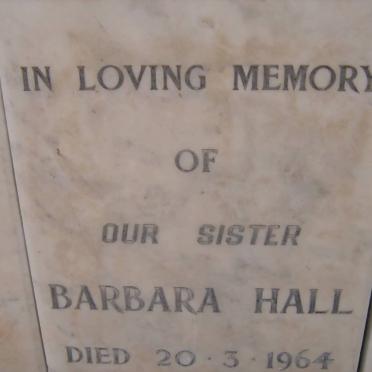 IN LOVING MEMORY
OF
OUR SISTER
BARBARA HALL
DIED 20·3·1964